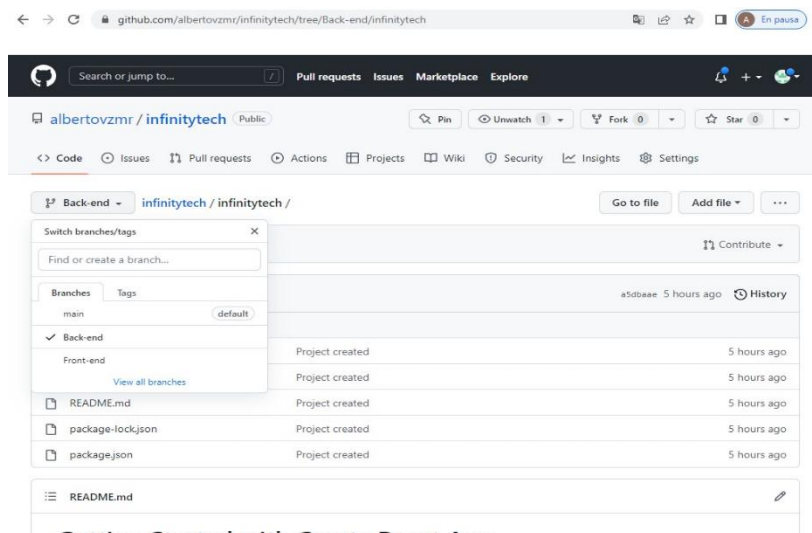 github.com/albertovzmr/infinitytech/tree/Back-end/infinitytech
A En pausa
Search or jump to... / Pull requests Issues Marketplace Explore
albertovzmr / infinitytech Public Pin Unwatch 1 Fork 0 Star 0
Code Issues Pull requests Actions Projects Wiki Security Insights Settings
Back-end infinitytech / infinitytech / Go to file Add file ...
Switch branches/tags
Contribute
Find or create a branch...
Branches Tags
a5dbaae 5 hours ago History
main default
Back-end
Front-end Project created 5 hours ago
View all branches Project created 5 hours ago
README.md Project created 5 hours ago
package-lock.json Project created 5 hours ago
package.json Project created 5 hours ago
README.md